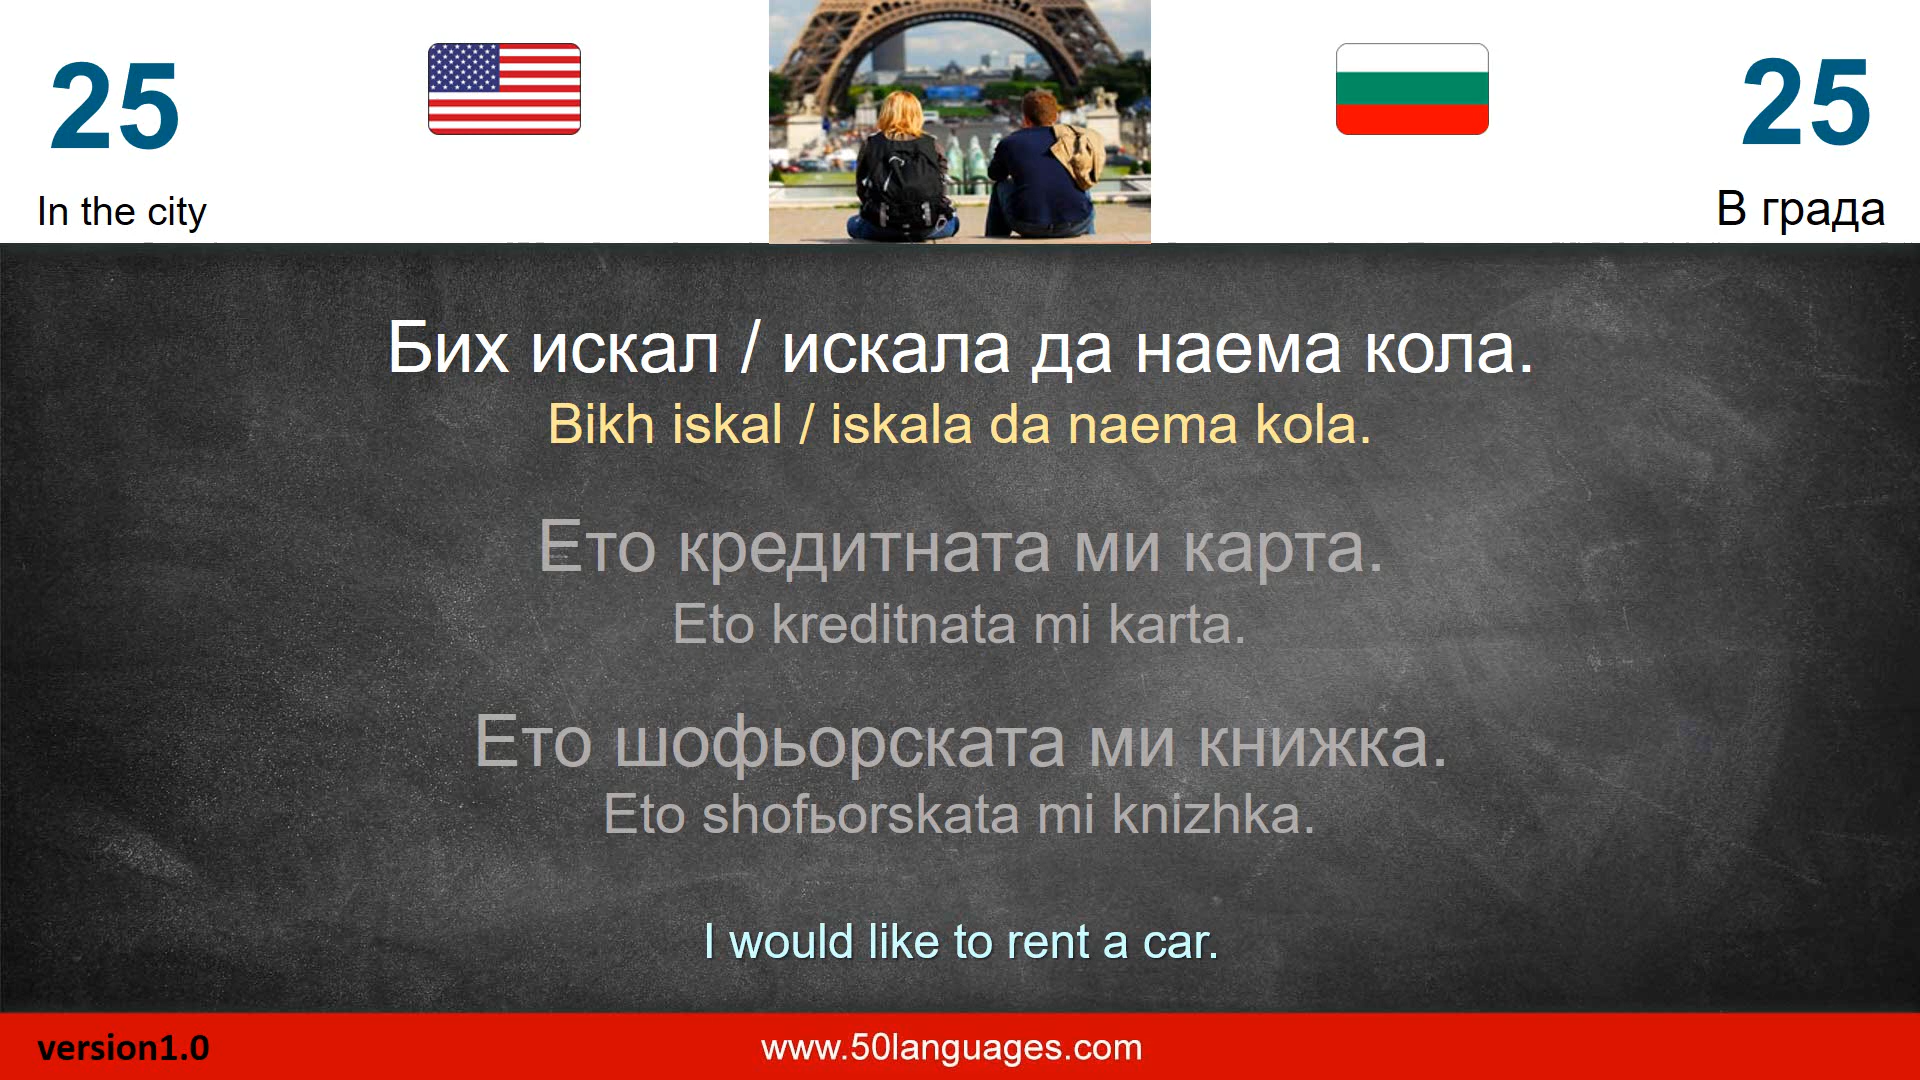 25
25
In the city
В града
Бих искал / искала да наема кола.
Bikh iskal / iskala da naema kola.
Ето кредитната ми карта.
Eto kreditnata mi karta.
Ето шофьорската ми книжка.
Eto shofьorskata mi knizhka.
I would like to rent a car.
version1.0
www.50languages.com